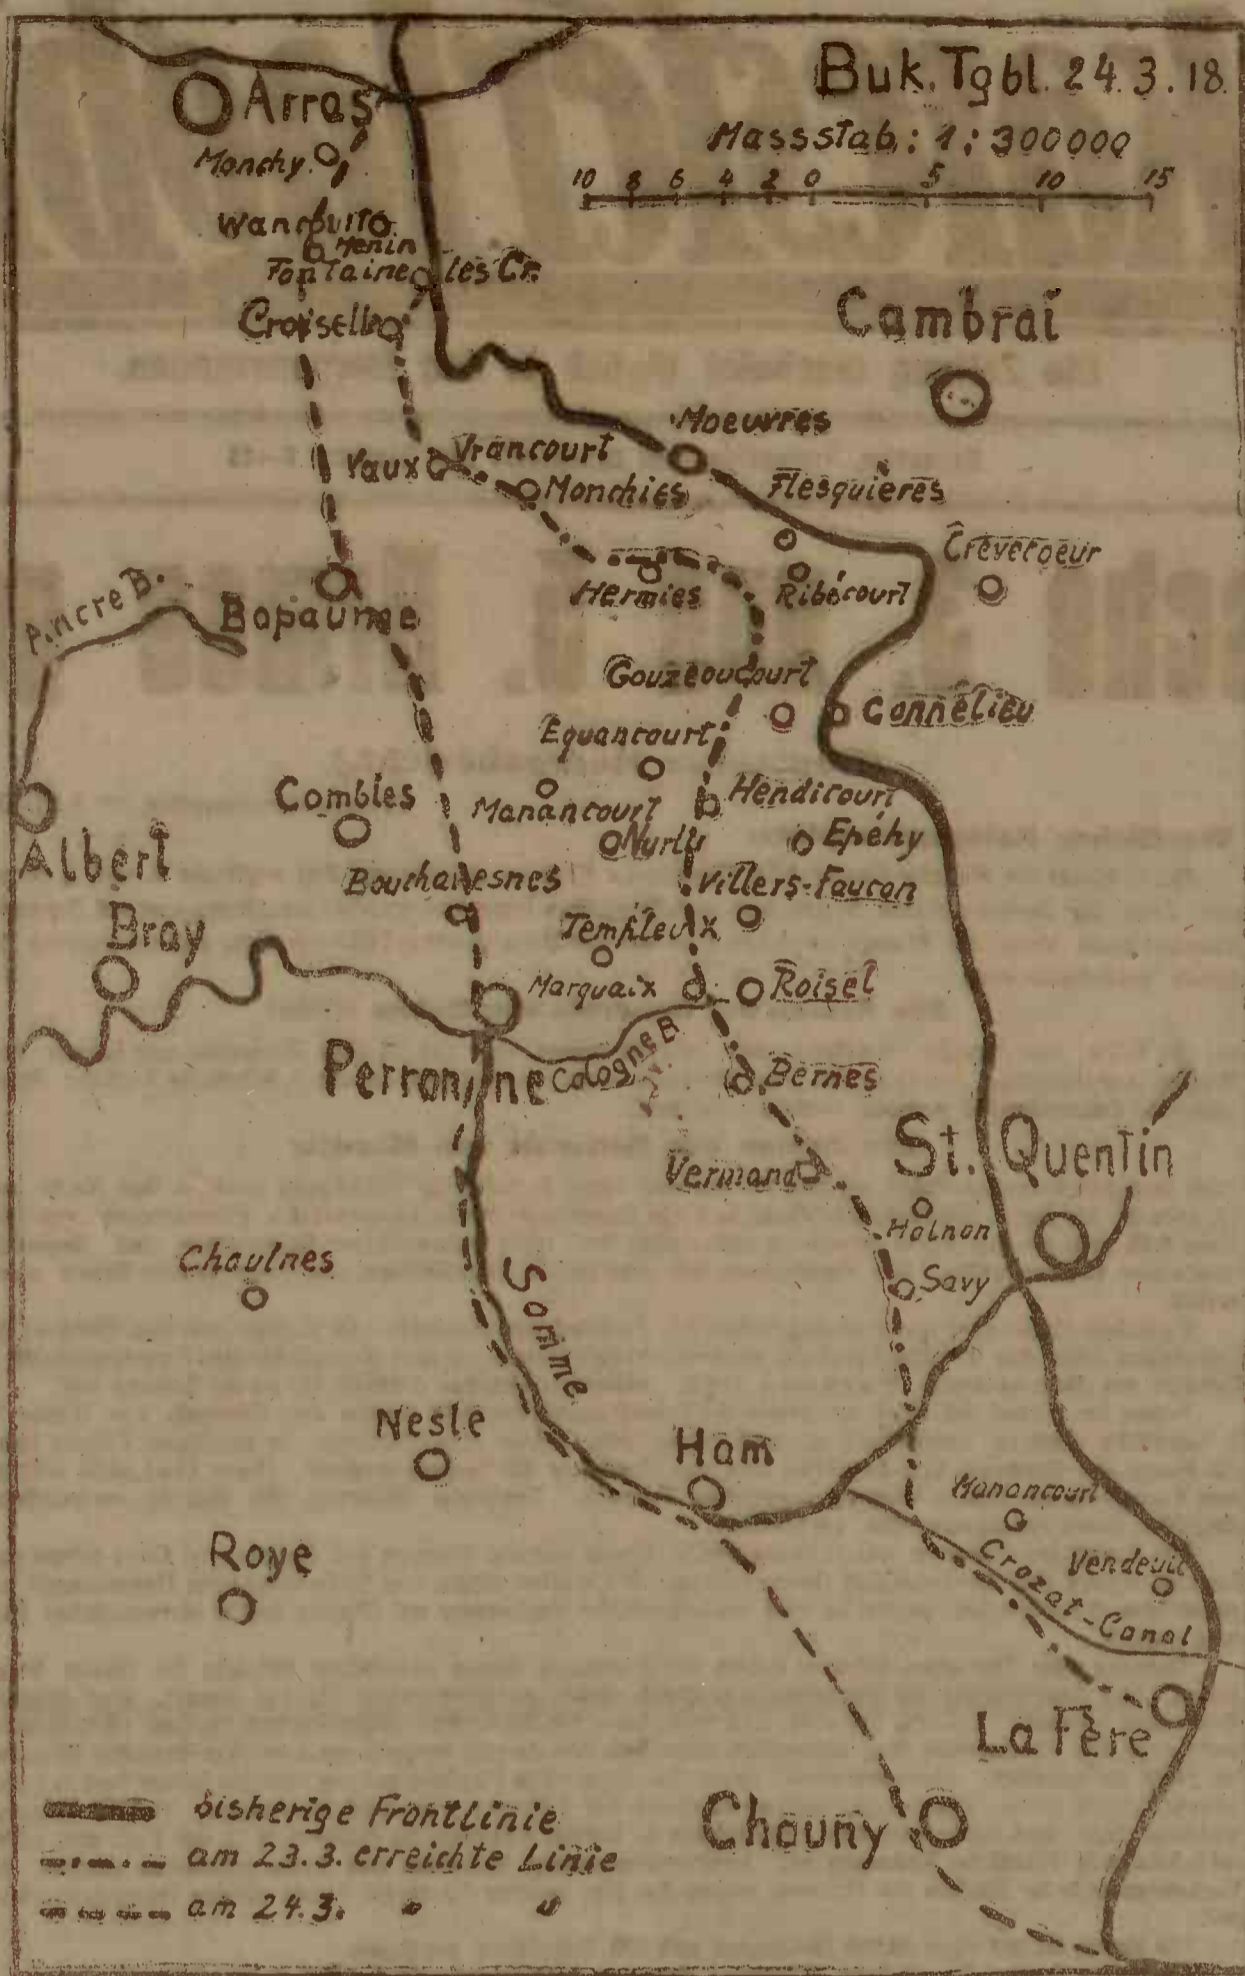 Buk. Tgbl. 24.3.18.
Massstab: 1:300000
10 8 6 4 2 0 5 10 15
Arras
Monchy
Wancourt
Henin
Fontaine les Cr.
Croiselle
Cambrai
Moeuvres
Vaux Vrancourt
Monchies
Flesquieres
Crèvecoeur
Hermies
Ribécourt
Ancre B.
Bapaume
Gouzeoucourt
Connélieu
Equancourt
Combles
Manancourt
Hendicourt
Nurlu
Epéhy
Albert
Bouchavesnes
Villers-Faucon
Bray
Templeux
Marquaix
Roisel
Perronne
Cologne B.
Bernes
St. Quentin
Vermand
Holnon
Chaulnes
Savy
Somme
Nesle
Ham
Hanancourt
Roye
Crozat-Canal
Vendeuil
La Fère
Chauny
bisherige Frontlinie
am 23.3. erreichte Linie
am 24.3. " "